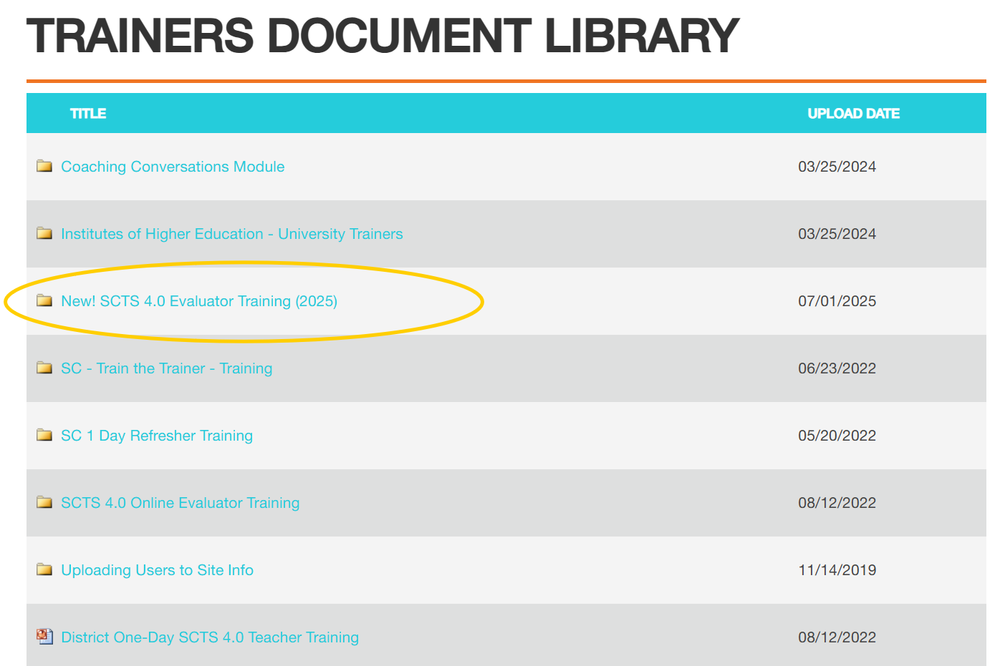 TRAINERS DOCUMENT LIBRARY
TITLE UPLOAD DATE
Coaching Conversations Module 03/25/2024
Institutes of Higher Education - University Trainers 03/25/2024
New! SCTS 4.0 Evaluator Training (2025) 07/01/2025
SC - Train the Trainer - Training 06/23/2022
SC 1 Day Refresher Training 05/20/2022
SCTS 4.0 Online Evaluator Training 08/12/2022
Uploading Users to Site Info 11/14/2019
District One-Day SCTS 4.0 Teacher Training 08/12/2022